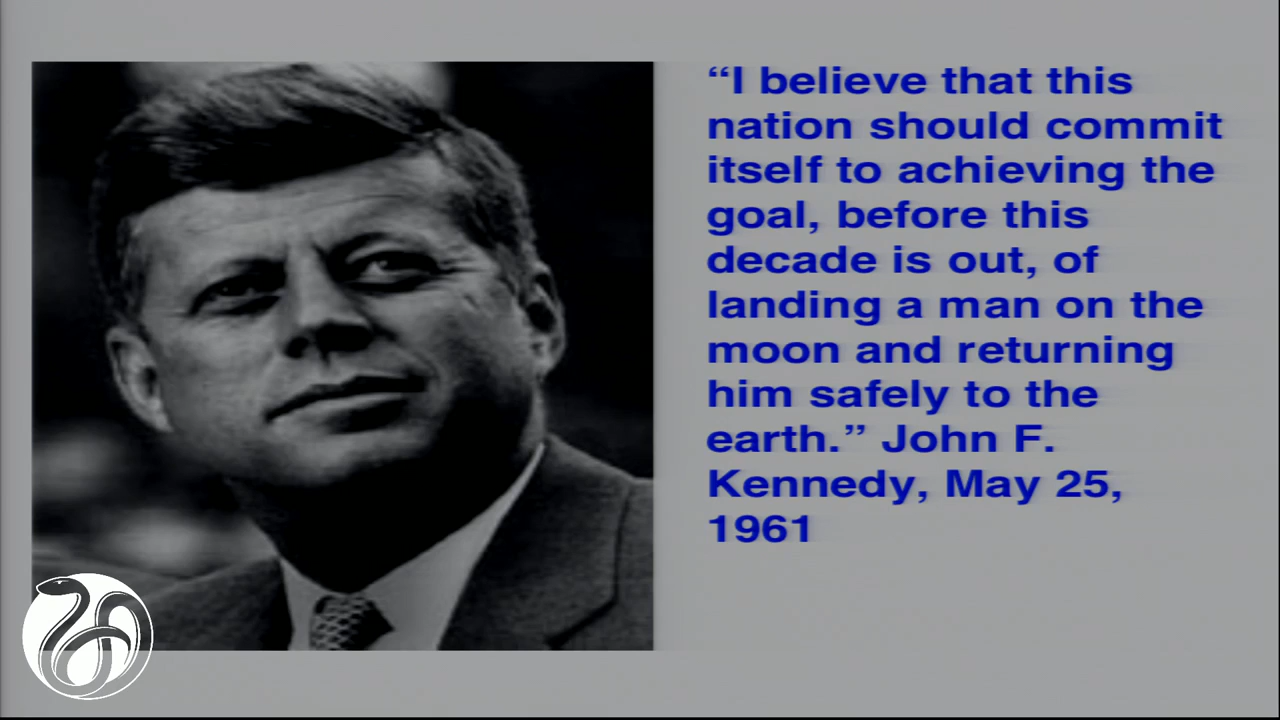 “I believe that this
nation should commit
itself to achieving the
goal, before this
decade is out, of
landing a man on the
moon and returning
him safely to the
earth.” John F.
Kennedy, May 25,
1961